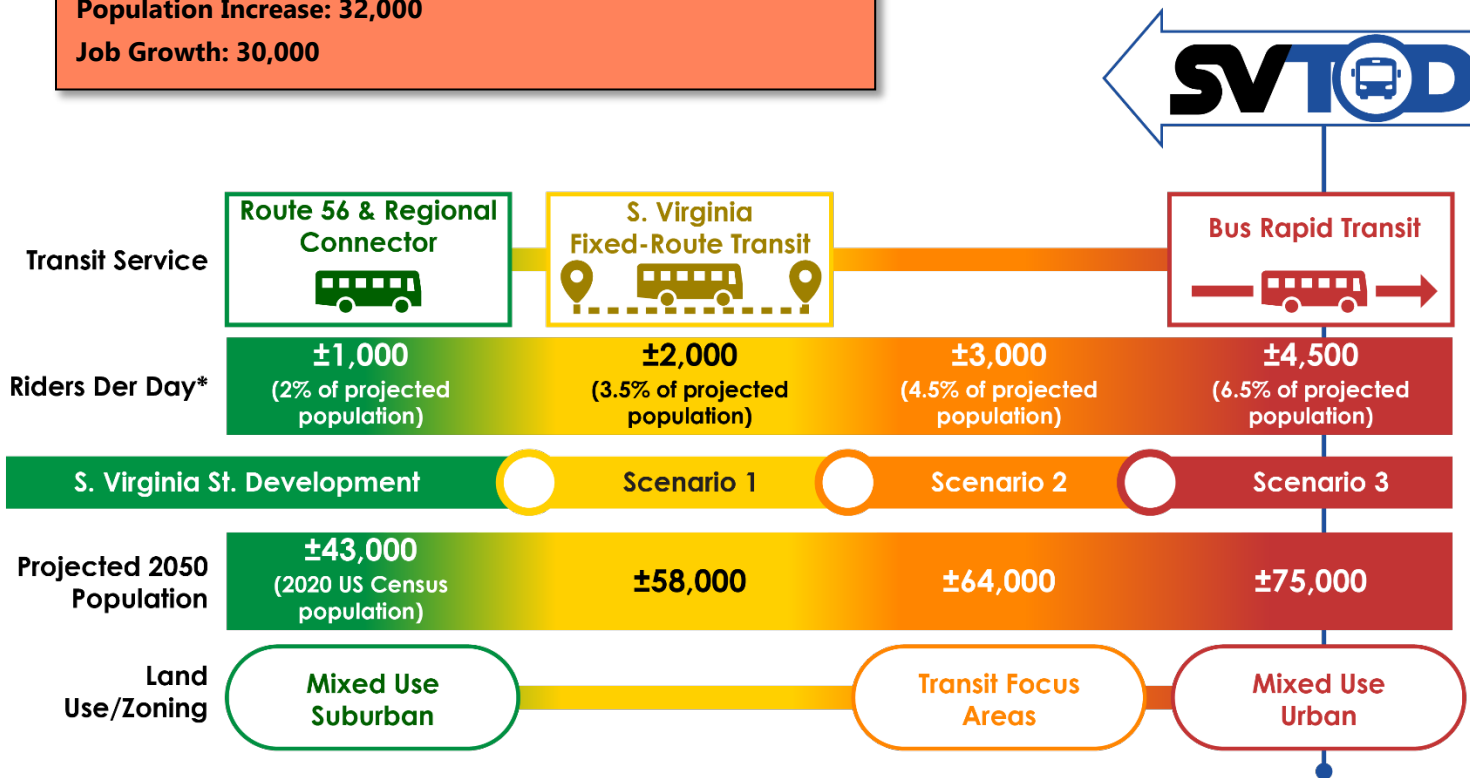 Population Increase: 32,000
Job Growth: 30,000
SVTOD
Transit Service
Route 56 & Regional
Connector
S. Virginia
Fixed-Route Transit
Bus Rapid Transit
Riders Der Day*
±1,000
(2% of projected
population)
±2,000
(3.5% of projected
population)
±3,000
(4.5% of projected
population)
±4,500
(6.5% of projected
population)
S. Virginia St. Development
Scenario 1
Scenario 2
Scenario 3
Projected 2050
Population
±43,000
(2020 US Census
population)
±58,000
±64,000
±75,000
Land
Use/Zoning
Mixed Use
Suburban
Transit Focus
Areas
Mixed Use
Urban